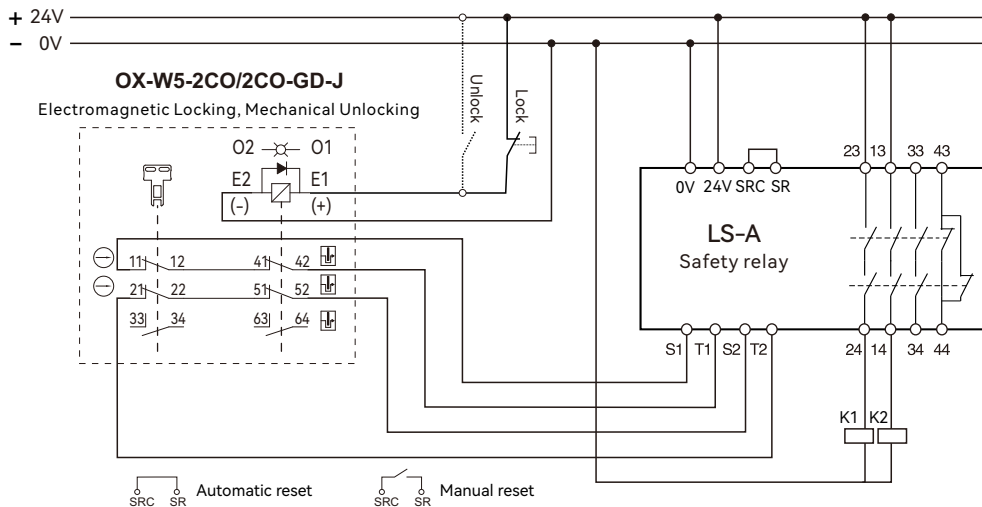 + 24V
- 0V
OX-W5-2CO/2CO-GD-J
Electromagnetic Locking, Mechanical Unlocking
Unlock
Lock
O2 O1
E2 E1
(-) (+)
11 12 41 42
21 22 51 52
33 34 63 64
23 13 33 43
0V 24V SRC SR
LS-A
Safety relay
S1 T1 S2 T2
24 14 34 44
K1 K2
SRC SR Automatic reset
SRC SR Manual reset